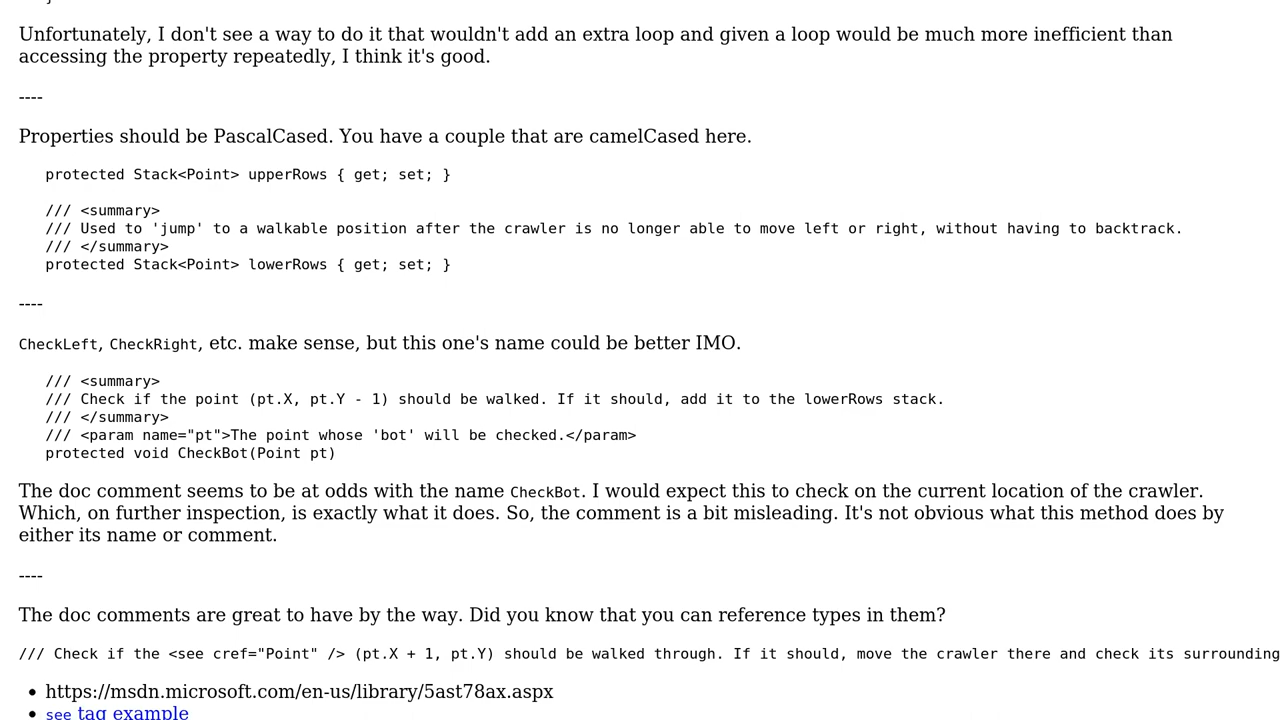 Unfortunately, I don't see a way to do it that wouldn't add an extra loop and given a loop would be much more inefficient than
accessing the property repeatedly, I think it's good.
----
Properties should be PascalCased. You have a couple that are camelCased here.
protected Stack<Point> upperRows { get; set; }
/// <summary>
/// Used to 'jump' to a walkable position after the crawler is no longer able to move left or right, without having to backtrack.
/// </summary>
protected Stack<Point> lowerRows { get; set; }
----
CheckLeft, CheckRight, etc. make sense, but this one's name could be better IMO.
/// <summary>
/// Check if the point (pt.X, pt.Y - 1) should be walked. If it should, add it to the lowerRows stack.
/// </summary>
/// <param name="pt">The point whose 'bot' will be checked.</param>
protected void CheckBot(Point pt)
The doc comment seems to be at odds with the name CheckBot. I would expect this to check on the current location of the crawler.
Which, on further inspection, is exactly what it does. So, the comment is a bit misleading. It's not obvious what this method does by
either its name or comment.
----
The doc comments are great to have by the way. Did you know that you can reference types in them?
/// Check if the <see cref="Point" /> (pt.X + 1, pt.Y) should be walked through. If it should, move the crawler there and check its surrounding
• https://msdn.microsoft.com/en-us/library/5ast78ax.aspx
• see tag example